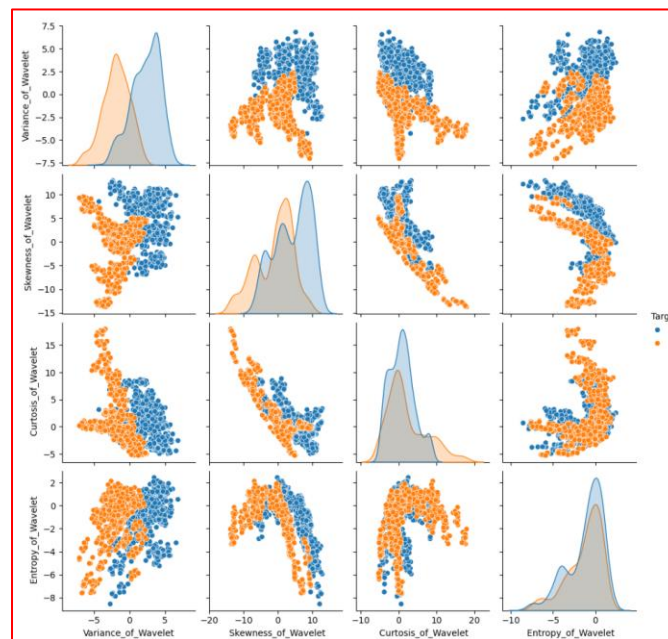 7.5
5.0
2.5
0.0
−2.5
−5.0
−7.5
Variance_of_Wavelet
10
5
0
−5
−10
−15
Skewness_of_Wavelet
15
10
5
0
−5
Curtosis_of_Wavelet
2
0
−2
−4
−6
−8
Entropy_of_Wavelet
−5 0 5
Variance_of_Wavelet
−20 −10 0 10
Skewness_of_Wavelet
−10 0 10 20
Curtosis_of_Wavelet
−10 −5 0
Entropy_of_Wavelet
Targ